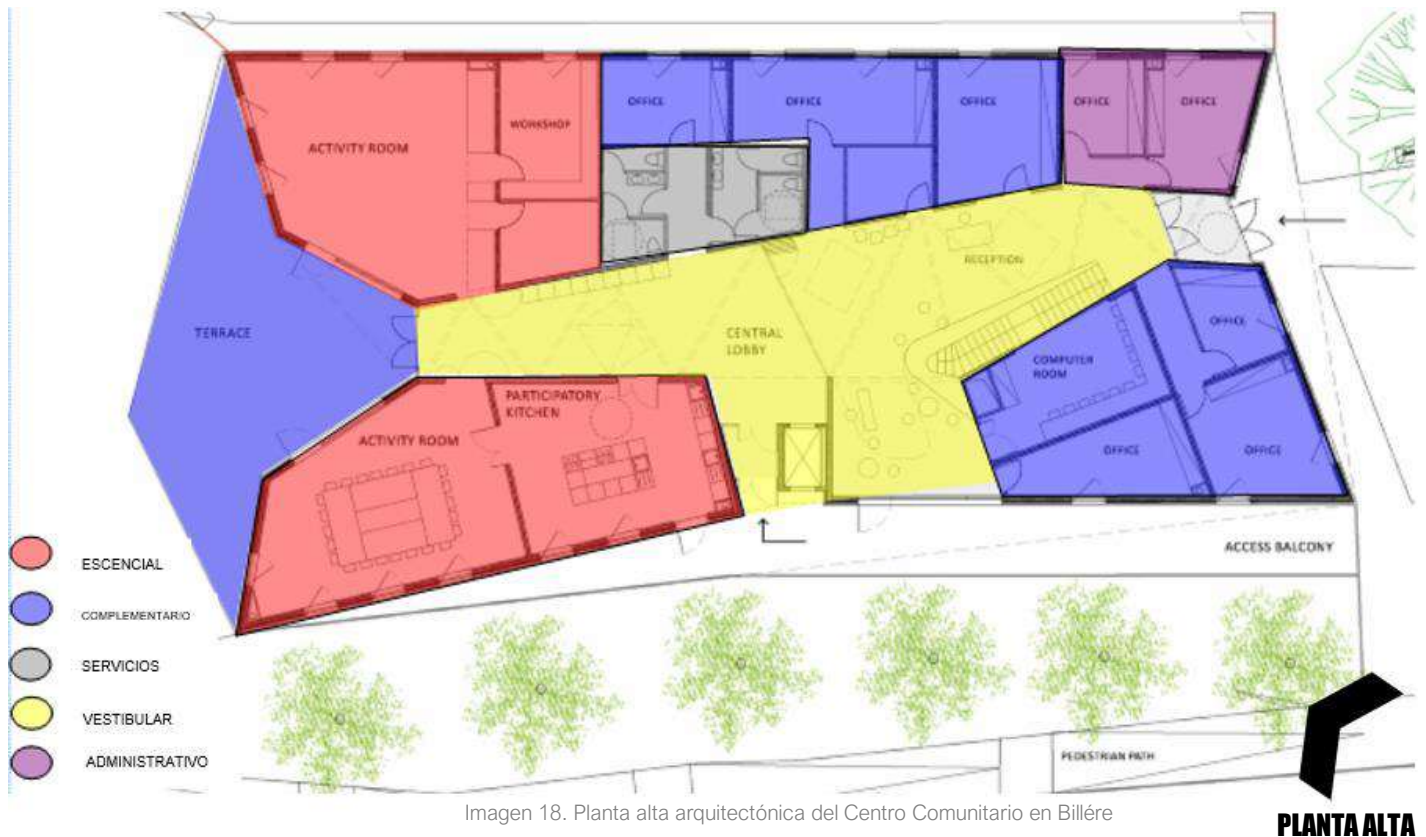 OFFICE
OFFICE
OFFICE
OFFICE
OFFICE
WORKSHOP
ACTIVITY ROOM
RECEPTION
TERRACE
CENTRAL
LOBBY
OFFICE
COMPUTER
ROOM
PARTICIPATORY
KITCHEN
ACTIVITY ROOM
OFFICE
OFFICE
ACCESS BALCONY
ESCENCIAL
COMPLEMENTARIO
SERVICIOS
VESTIBULAR
ADMINISTRATIVO
PEDESTRIAN PATH
Imagen 18. Planta alta arquitectónica del Centro Comunitario en Billére
PLANTA ALTA